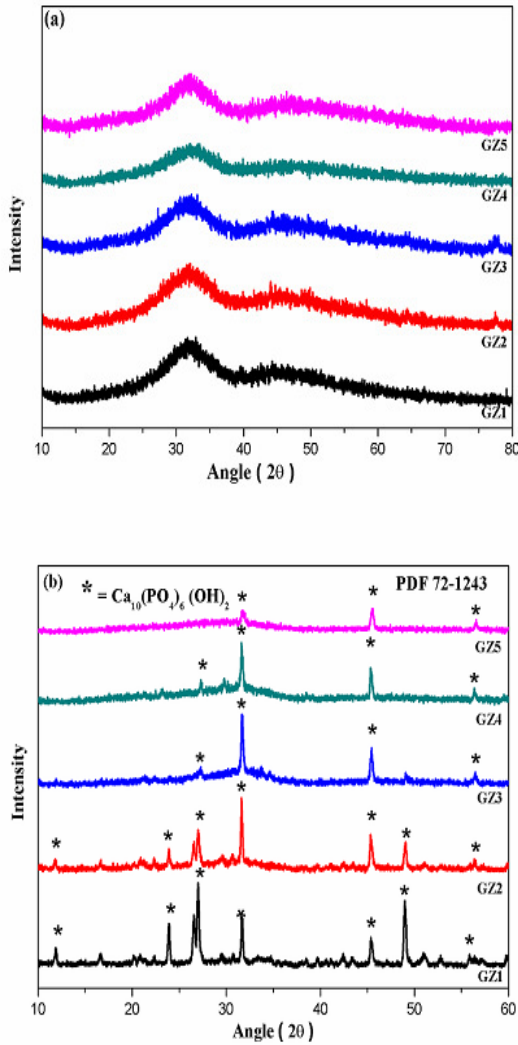 (a)
GZ5
GZ4
GZ3
GZ2
GZ1
Intensity
10 20 30 40 50 60 70 80
Angle ( 2θ )
(b) * = Ca10(PO4)6 (OH)2 PDF 72-1243
* * *
GZ5
* * * *
GZ4
* * * *
GZ3
* * * * * * *
GZ2
* * * * * * *
GZ1
Intensity
10 20 30 40 50 60
Angle ( 2θ )